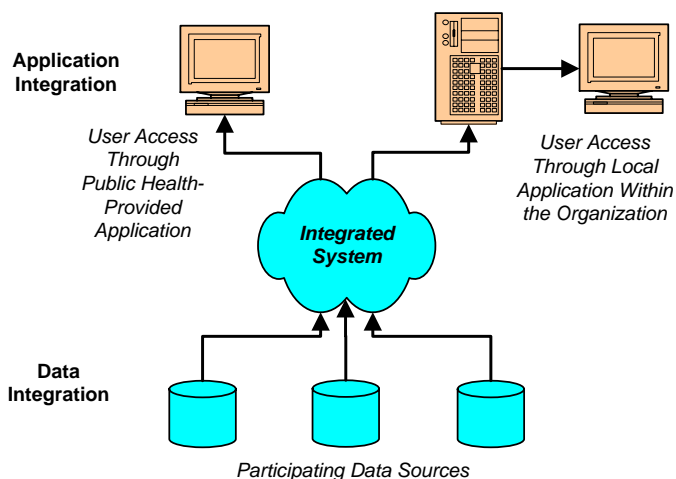 Application
Integration
User Access
Through
Public Health-
Provided
Application
User Access
Through Local
Application Within
the Organization
Integrated
System
Data
Integration
Participating Data Sources